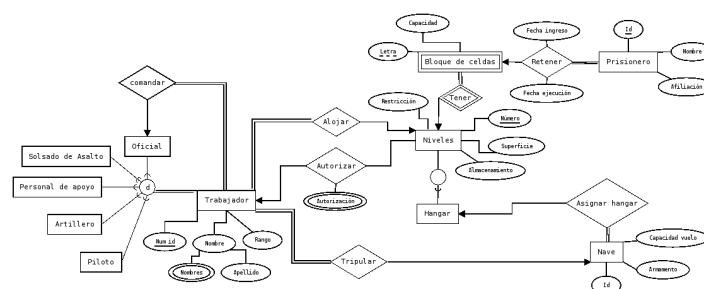 Capacidad
Fecha ingreso
Id
Letra
Bloque de celdas
Retener
Prisionero
Nombre
comandar
Fecha ejecución
Afiliación
Restricción
Tener
Número
Alojar
Oficial
Niveles
Superficie
Solsado de Asalto
Autorizar
Almacenamiento
Personal de apoyo
d
Trabajador
Autorización
Hangar
Asignar hangar
Artillero
Num id
Nombre
Rango
Capacidad vuelo
Nave
Piloto
Nombres
Apellido
Tripular
Armamento
Id